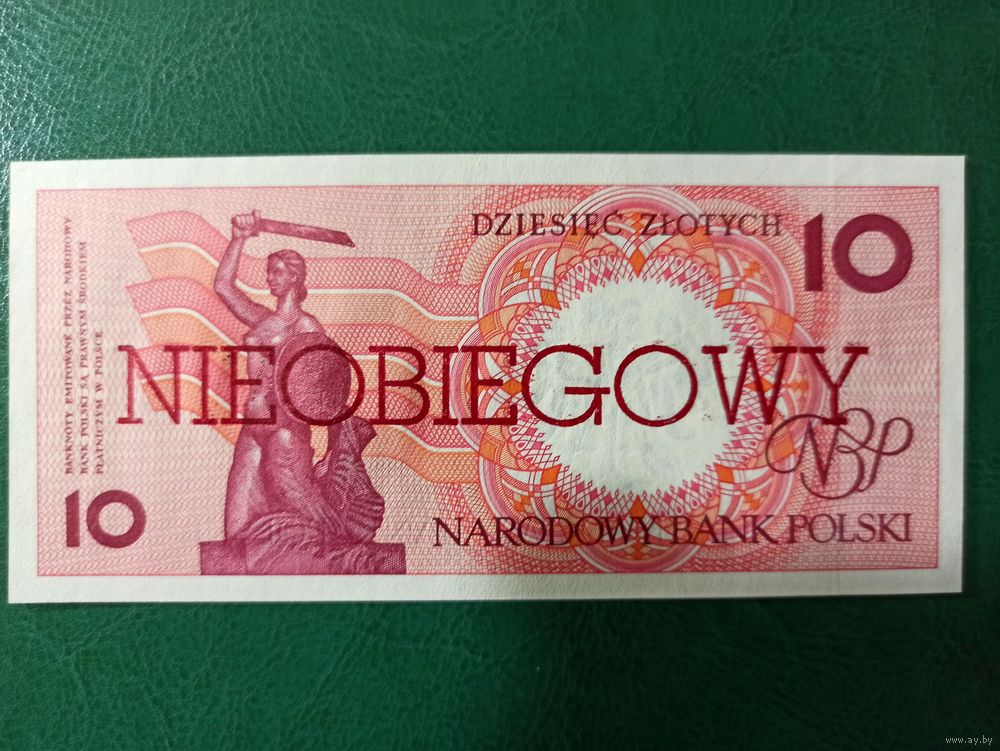 DZIESIĘĆ ZŁOTYCH
10
BANKNOTY EMITOWANE PRZEZ NARODOWY
BANK POLSKI SĄ PRAWNYM ŚRODKIEM
PŁATNICZYM W POLSCE
NIEOBIEGOWY
NBP
10
NARODOWY BANK POLSKI
www.ay.by